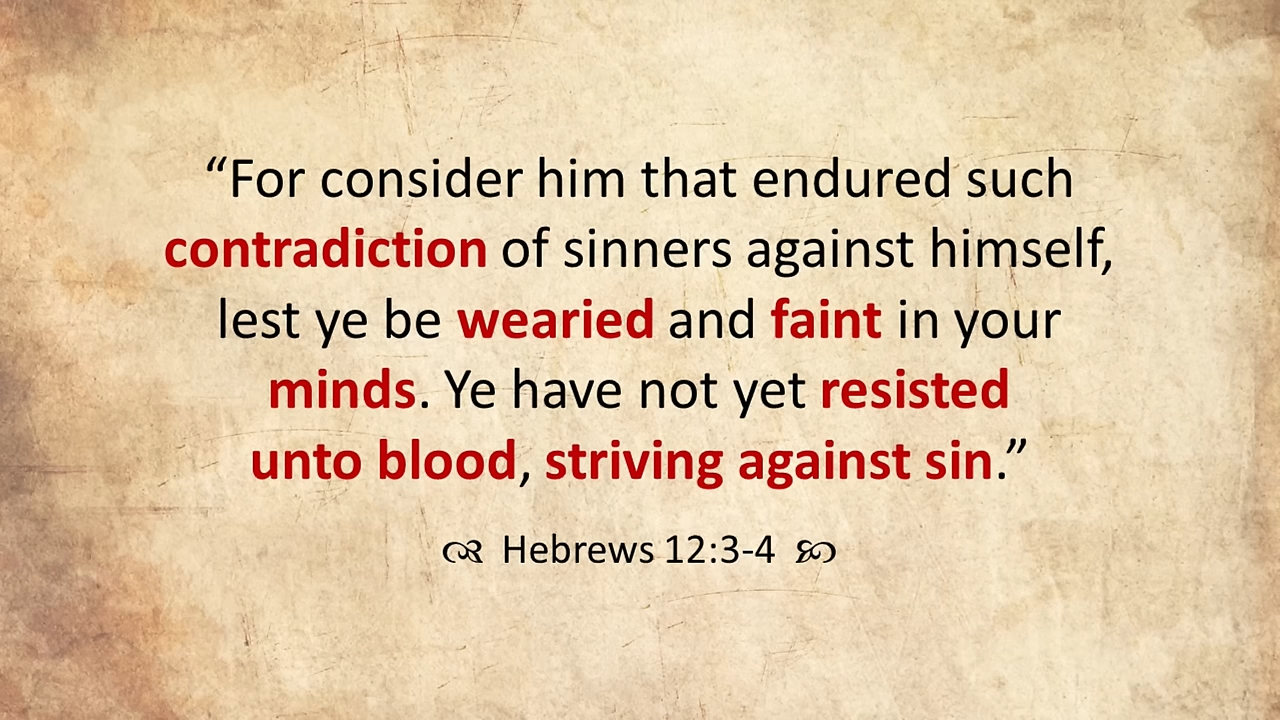 “For consider him that endured such
contradiction of sinners against himself,
lest ye be wearied and faint in your
minds. Ye have not yet resisted
unto blood, striving against sin.”
Hebrews 12:3-4